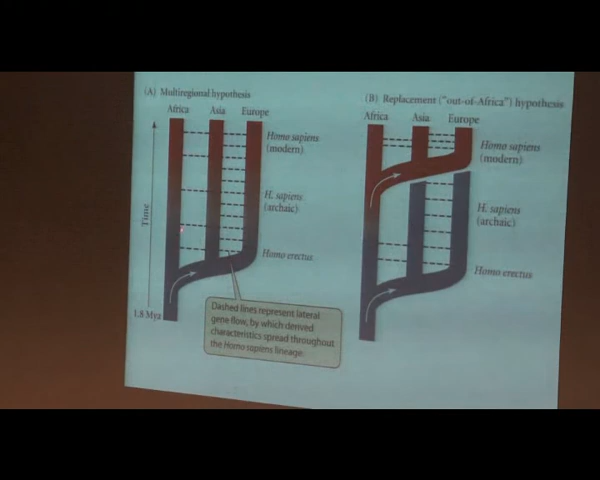 (A) Multiregional hypothesis
Africa Asia Europe
Homo sapiens
(modern)
H. sapiens
(archaic)
Homo erectus
Time
1.8 Mya
Dashed lines represent lateral
gene flow, by which derived
characteristics spread throughout
the Homo sapiens lineage.
(B) Replacement ("out-of-Africa") hypothesis
Africa Asia Europe
Homo sapiens
(modern)
H. sapiens
(archaic)
Homo erectus